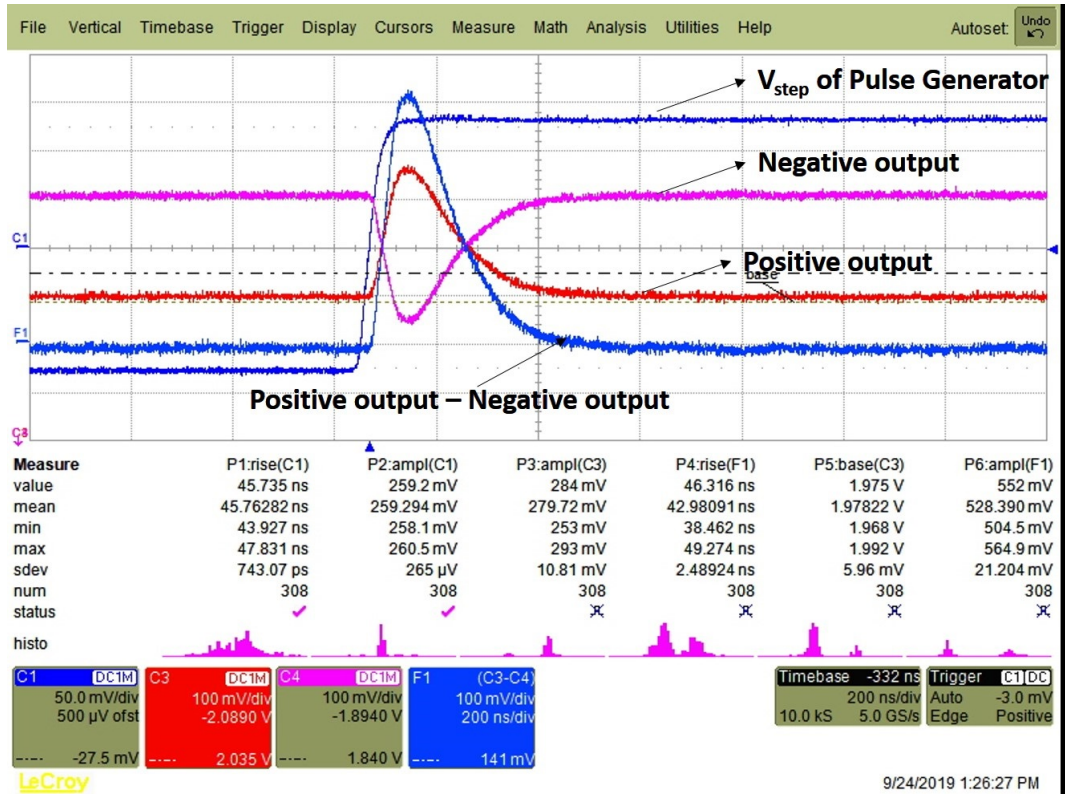 File Vertical Timebase Trigger Display Cursors Measure Math Analysis Utilities Help Autoset: Undo
Vstep of Pulse Generator
Negative output
C1
Positive output
base
F1
Positive output – Negative output
Measure P1:rise(C1) P2:ampl(C1) P3:ampl(C3) P4:rise(F1) P5:base(C3) P6:ampl(F1)
value 45.735 ns 259.2 mV 284 mV 46.316 ns 1.975 V 552 mV
mean 45.76282 ns 259.294 mV 279.72 mV 42.98091 ns 1.97822 V 528.390 mV
min 43.927 ns 258.1 mV 253 mV 38.462 ns 1.968 V 504.5 mV
max 47.831 ns 260.5 mV 293 mV 49.274 ns 1.992 V 564.9 mV
sdev 743.07 ps 265 µV 10.81 mV 2.48924 ns 5.96 mV 21.204 mV
num 308 308 308 308 308 308
status
histo
C1 DC1M C3 DC1M C4 DC1M F1 (C3-C4) Timebase -332 ns Trigger C1 DC
50.0 mV/div 100 mV/div 100 mV/div 100 mV/div 200 ns/div Auto -3.0 mV
500 µV ofst -2.0890 V -1.8940 V 200 ns/div 10.0 kS 5.0 GS/s Edge Positive
-27.5 mV 2.035 V 1.840 V 141 mV
LeCroy 9/24/2019 1:26:27 PM